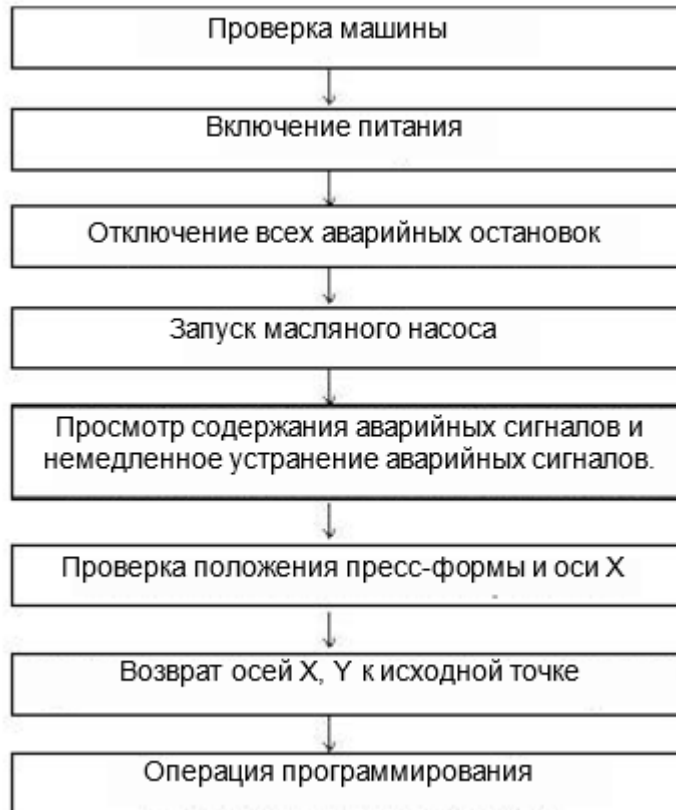 Проверка машины
Включение питания
Отключение всех аварийных остановок
Запуск масляного насоса
Просмотр содержания аварийных сигналов и
немедленное устранение аварийных сигналов.
Проверка положения пресс-формы и оси X
Возврат осей X, Y к исходной точке
Операция программирования